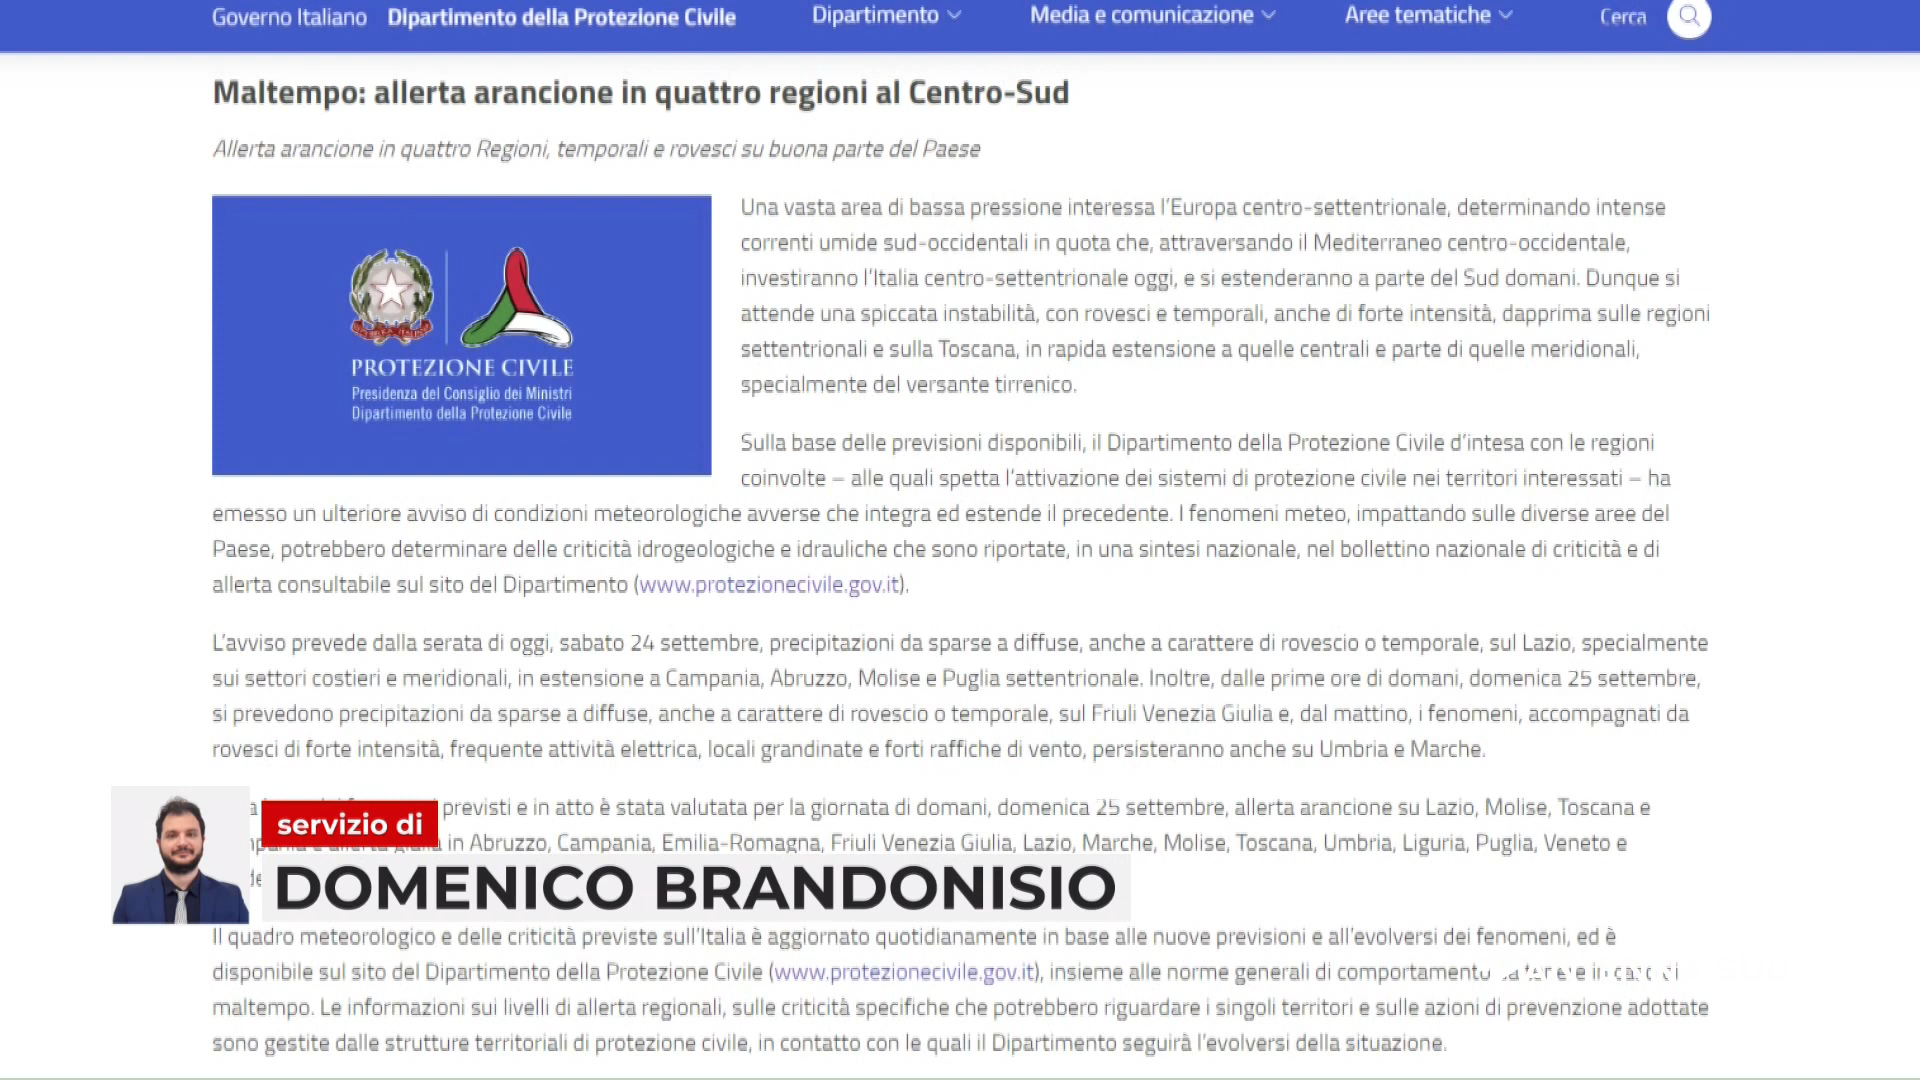 Governo Italiano Dipartimento della Protezione Civile Dipartimento Media e comunicazione Aree tematiche Cerca
Maltempo: allerta arancione in quattro regioni al Centro-Sud
Allerta arancione in quattro Regioni, temporali e rovesci su buona parte del Paese
PROTEZIONE CIVILE
Presidenza del Consiglio dei Ministri
Dipartimento della Protezione Civile
Una vasta area di bassa pressione interessa l'Europa centro-settentrionale, determinando intense
correnti umide sud-occidentali in quota che, attraversando il Mediterraneo centro-occidentale,
investiranno l'Italia centro-settentrionale oggi, e si estenderanno a parte del Sud domani. Dunque si
attende una spiccata instabilità, con rovesci e temporali, anche di forte intensità, dapprima sulle regioni
settentrionali e sulla Toscana, in rapida estensione a quelle centrali e parte di quelle meridionali,
specialmente del versante tirrenico.
Sulla base delle previsioni disponibili, il Dipartimento della Protezione Civile d'intesa con le regioni
coinvolte – alle quali spetta l'attivazione dei sistemi di protezione civile nei territori interessati – ha
emesso un ulteriore avviso di condizioni meteorologiche avverse che integra ed estende il precedente. I fenomeni meteo, impattando sulle diverse aree del
Paese, potrebbero determinare delle criticità idrogeologiche e idrauliche che sono riportate, in una sintesi nazionale, nel bollettino nazionale di criticità e di
allerta consultabile sul sito del Dipartimento (www.protezionecivile.gov.it).
L'avviso prevede dalla serata di oggi, sabato 24 settembre, precipitazioni da sparse a diffuse, anche a carattere di rovescio o temporale, sul Lazio, specialmente
sui settori costieri e meridionali, in estensione a Campania, Abruzzo, Molise e Puglia settentrionale. Inoltre, dalle prime ore di domani, domenica 25 settembre,
si prevedono precipitazioni da sparse a diffuse, anche a carattere di rovescio o temporale, sul Friuli Venezia Giulia e, dal mattino, i fenomeni, accompagnati da
rovesci di forte intensità, frequente attività elettrica, locali grandinate e forti raffiche di vento, persisteranno anche su Umbria e Marche.
previsti e in atto è stata valutata per la giornata di domani, domenica 25 settembre, allerta arancione su Lazio, Molise, Toscana e
in Abruzzo, Campania, Emilia-Romagna, Friuli Venezia Giulia, Lazio, Marche, Molise, Toscana, Umbria, Liguria, Puglia, Veneto e
servizio di
DOMENICO BRANDONISIO
Il quadro meteorologico e delle criticità previste sull'Italia è aggiornato quotidianamente in base alle nuove previsioni e all'evolversi dei fenomeni, ed è
disponibile sul sito del Dipartimento della Protezione Civile (www.protezionecivile.gov.it), insieme alle norme generali di comportamento
maltempo. Le informazioni sui livelli di allerta regionali, sulle criticità specifiche che potrebbero riguardare i singoli territori e sulle azioni di prevenzione adottate
sono gestite dalle strutture territoriali di protezione civile, in contatto con le quali il Dipartimento seguirà l'evolversi della situazione.